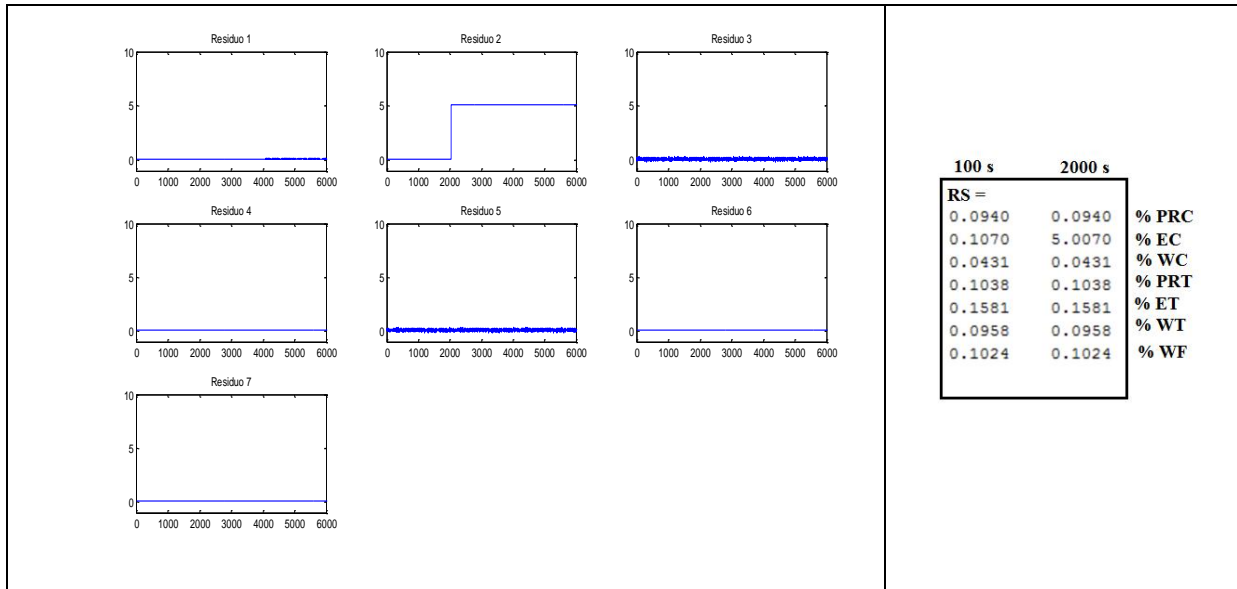 Residuo 1
10
5
0
0 1000 2000 3000 4000 5000 6000
Residuo 2
10
5
0
0 1000 2000 3000 4000 5000 6000
Residuo 3
10
5
0
0 1000 2000 3000 4000 5000 6000
Residuo 4
10
5
0
0 1000 2000 3000 4000 5000 6000
Residuo 5
10
5
0
0 1000 2000 3000 4000 5000 6000
Residuo 6
10
5
0
0 1000 2000 3000 4000 5000 6000
Residuo 7
10
5
0
0 1000 2000 3000 4000 5000 6000
100 s 2000 s
RS =
0.0940 0.0940 % PRC
0.1070 5.0070 % EC
0.0431 0.0431 % WC
0.1038 0.1038 % PRT
0.1581 0.1581 % ET
0.0958 0.0958 % WT
0.1024 0.1024 % WF